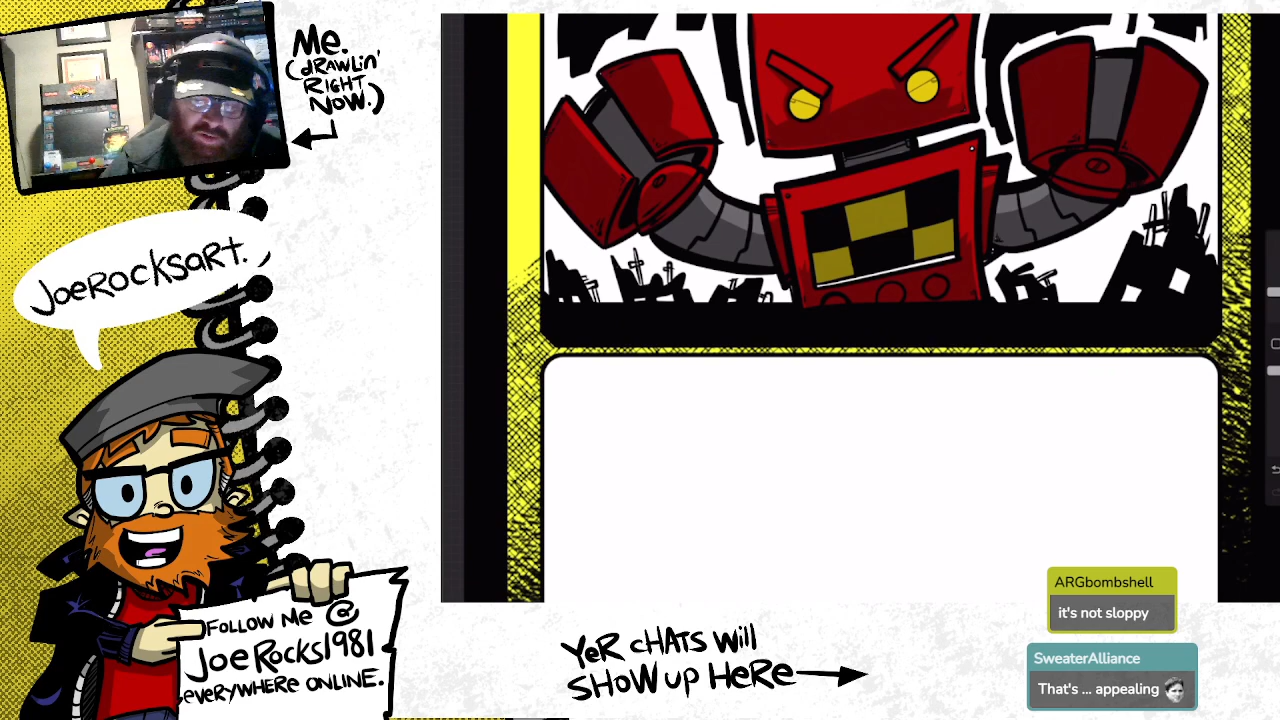 Me.
(dRAWLin'
RiGHT
NOW.)
JOEROCKSART.
FOLLOW Me @
JoeRocks1981
everYWHeRe ONLiNE.
YeR cHATS Will
SHOW up HeRe
ARGbombshell
it's not sloppy
SweaterAlliance
That's ... appealing